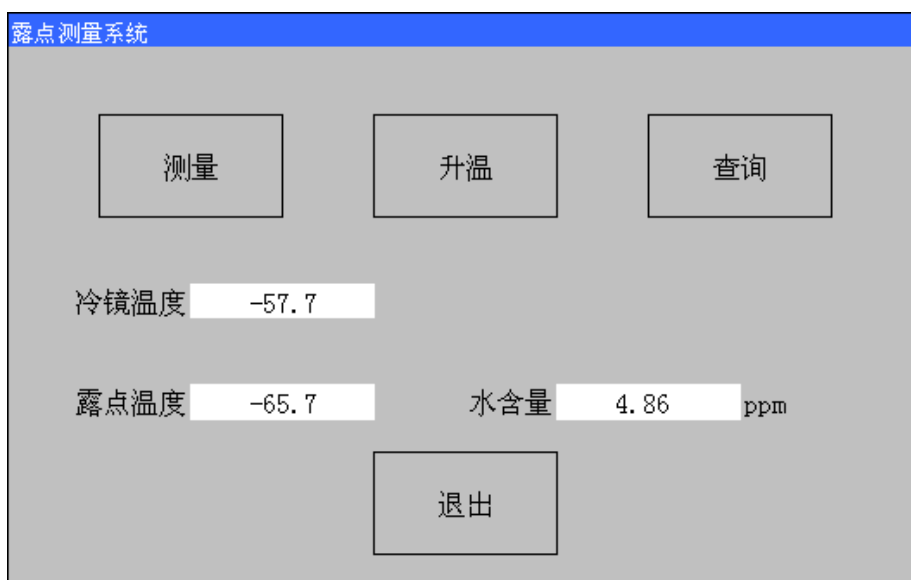 露点测量系统
测量 升温 查询
冷镜温度 -57.7
露点温度 -65.7 水含量 4.86 ppm
退出